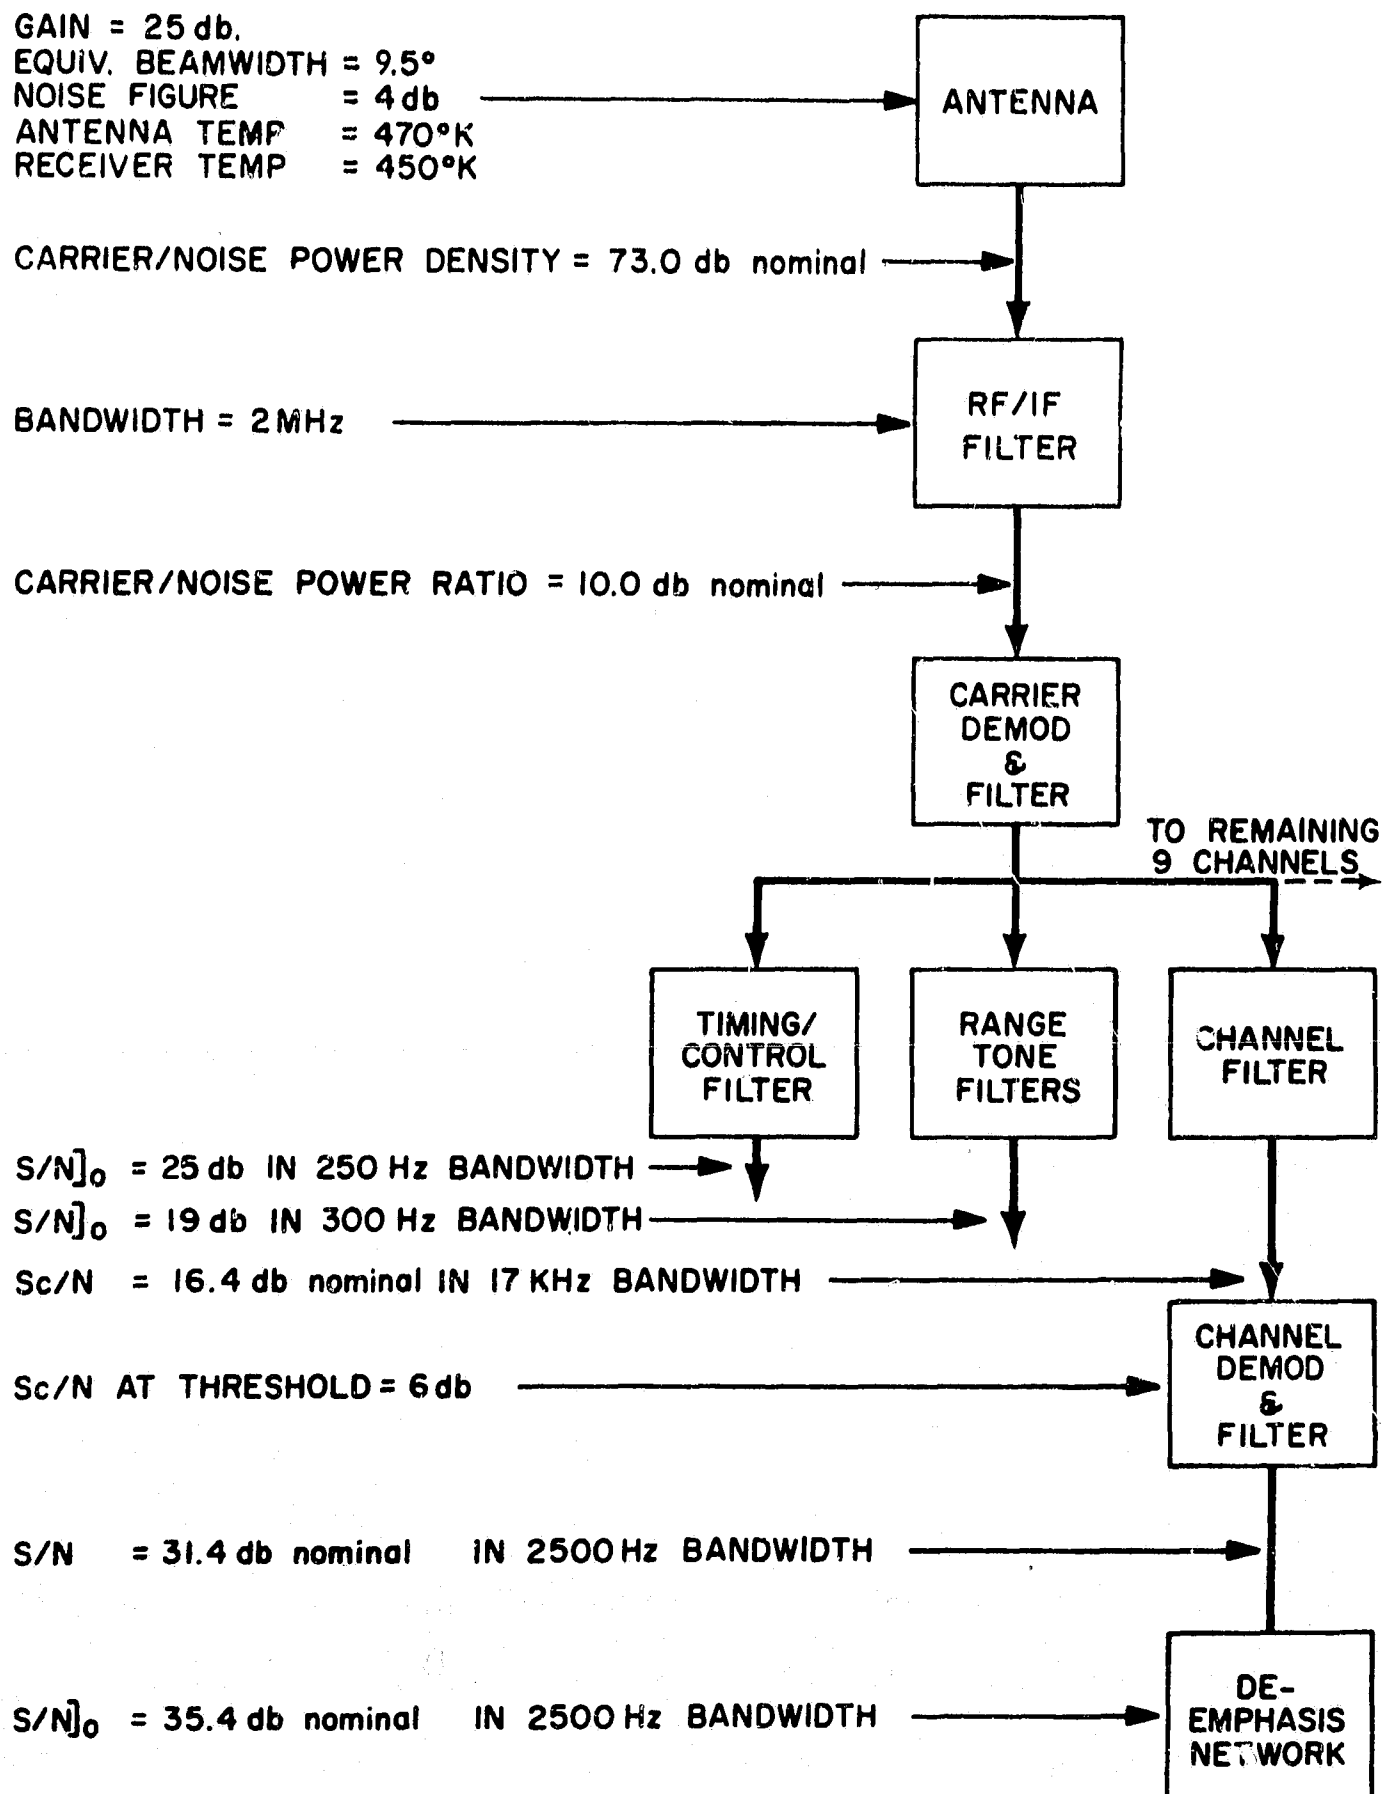 GAIN = 25 db.
EQUIV. BEAMWIDTH = 9.5°
NOISE FIGURE = 4 db
ANTENNA TEMP = 470°K
RECEIVER TEMP = 450°K
ANTENNA
CARRIER/NOISE POWER DENSITY = 73.0 db nominal
BANDWIDTH = 2 MHz
RF/IF
FILTER
CARRIER/NOISE POWER RATIO = 10.0 db nominal
CARRIER
DEMOD
&
FILTER
TO REMAINING
9 CHANNELS
TIMING/
CONTROL
FILTER
RANGE
TONE
FILTERS
CHANNEL
FILTER
S/N]o = 25 db IN 250 Hz BANDWIDTH
S/N]o = 19 db IN 300 Hz BANDWIDTH
Sc/N = 16.4 db nominal IN 17 KHz BANDWIDTH
Sc/N AT THRESHOLD = 6 db
CHANNEL
DEMOD
&
FILTER
S/N = 31.4 db nominal IN 2500 Hz BANDWIDTH
S/N]o = 35.4 db nominal IN 2500 Hz BANDWIDTH
DE-
EMPHASIS
NETWORK